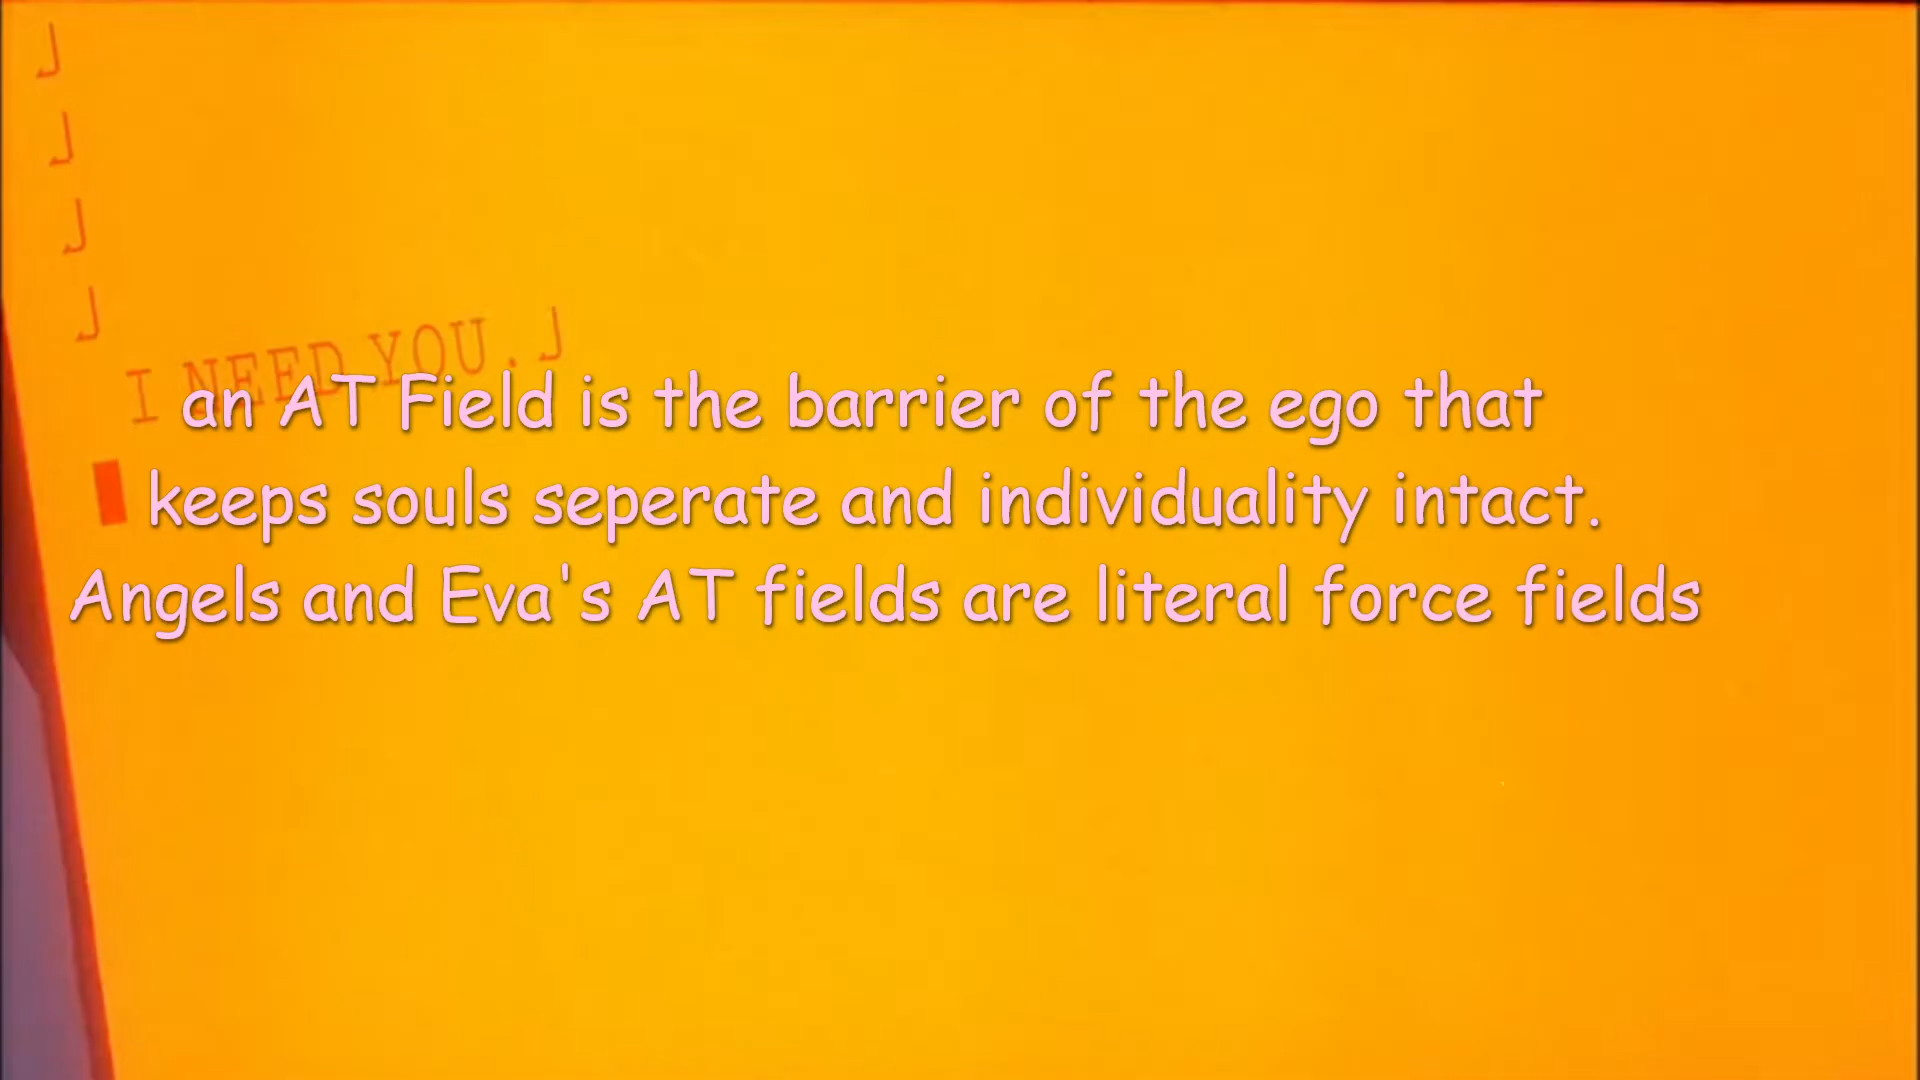 ┘
┘
┘
┘
I NEED YOU.┘
an AT Field is the barrier of the ego that
keeps souls seperate and individuality intact.
Angels and Eva's AT fields are literal force fields